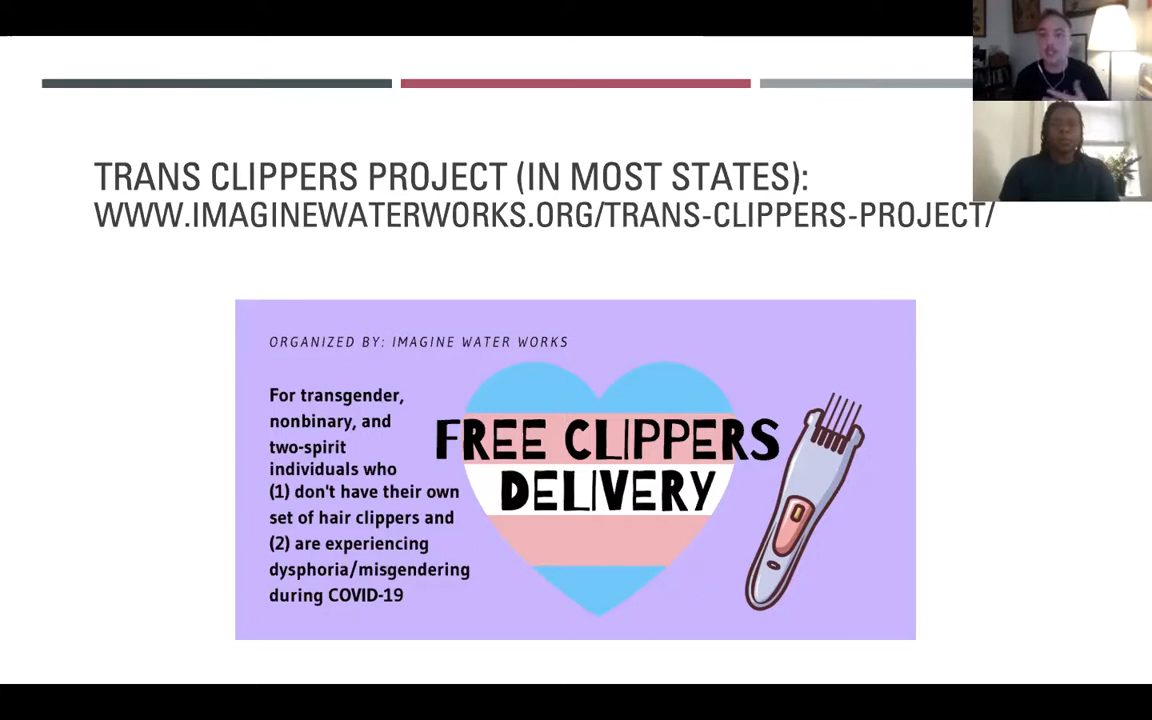 TRANS CLIPPERS PROJECT (IN MOST STATES):
WWW.IMAGINEWATERWORKS.ORG/TRANS-CLIPPERS-PROJECT/
ORGANIZED BY: IMAGINE WATER WORKS
For transgender,
nonbinary, and
two-spirit
individuals who
(1) don't have their own
set of hair clippers and
(2) are experiencing
dysphoria/misgendering
during COVID-19
FREE CLIPPERS
DELIVERY